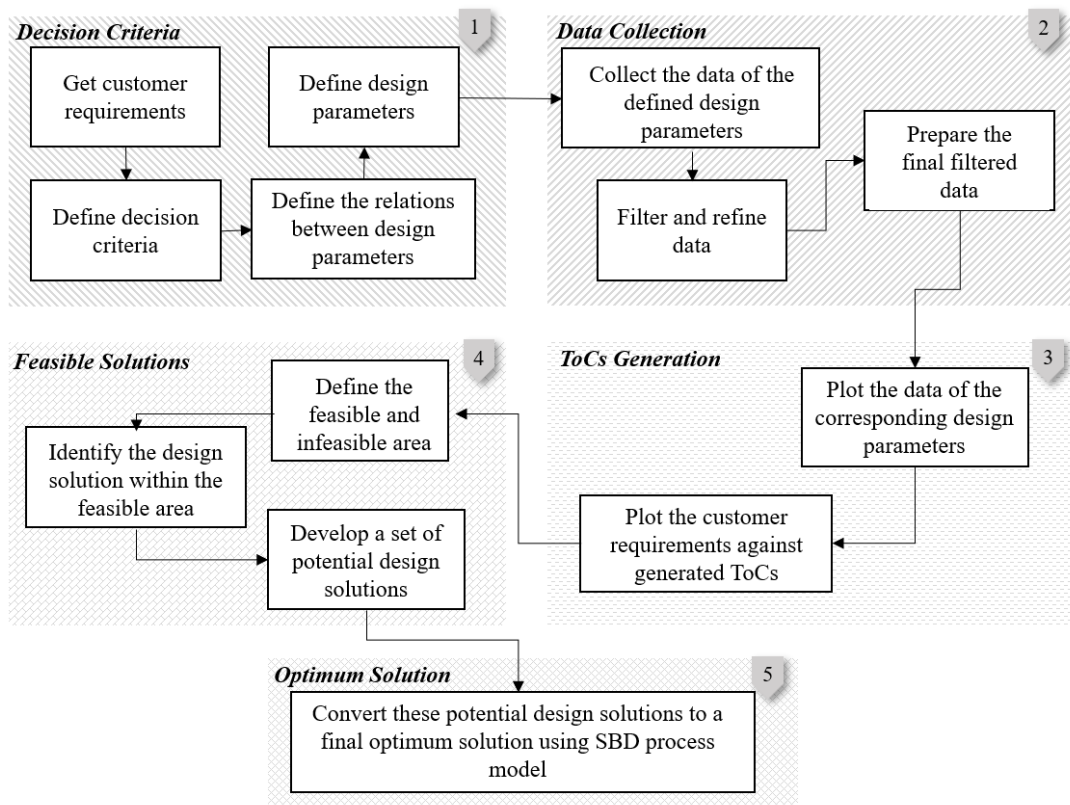 Decision Criteria
1
Get customer
requirements
Define decision
criteria
Define the relations
between design
parameters
Define design
parameters
Data Collection
2
Collect the data of the
defined design
parameters
Filter and refine
data
Prepare the
final filtered
data
ToCs Generation
3
Plot the data of the
corresponding design
parameters
Plot the customer
requirements against
generated ToCs
Feasible Solutions
4
Define the
feasible and
infeasible area
Identify the design
solution within the
feasible area
Develop a set of
potential design
solutions
Optimum Solution
5
Convert these potential design solutions to a
final optimum solution using SBD process
model